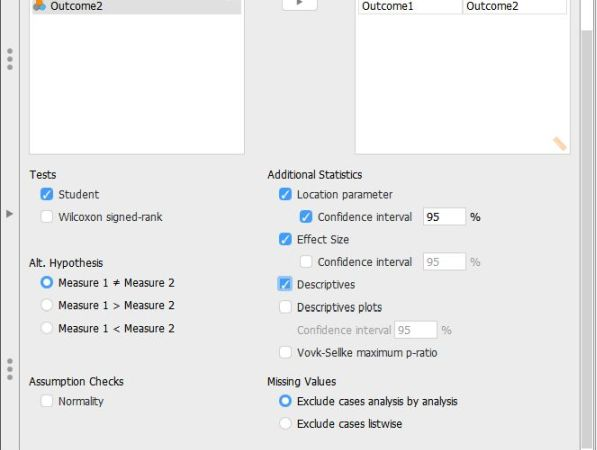 Outcome2
Outcome1 Outcome2
Tests
Student
Wilcoxon signed-rank
Alt. Hypothesis
Measure 1 ≠ Measure 2
Measure 1 > Measure 2
Measure 1 < Measure 2
Assumption Checks
Normality
Additional Statistics
Location parameter
Confidence interval 95 %
Effect Size
Confidence interval 95 %
Descriptives
Descriptives plots
Confidence interval 95 %
Vovk-Sellke maximum p-ratio
Missing Values
Exclude cases analysis by analysis
Exclude cases listwise